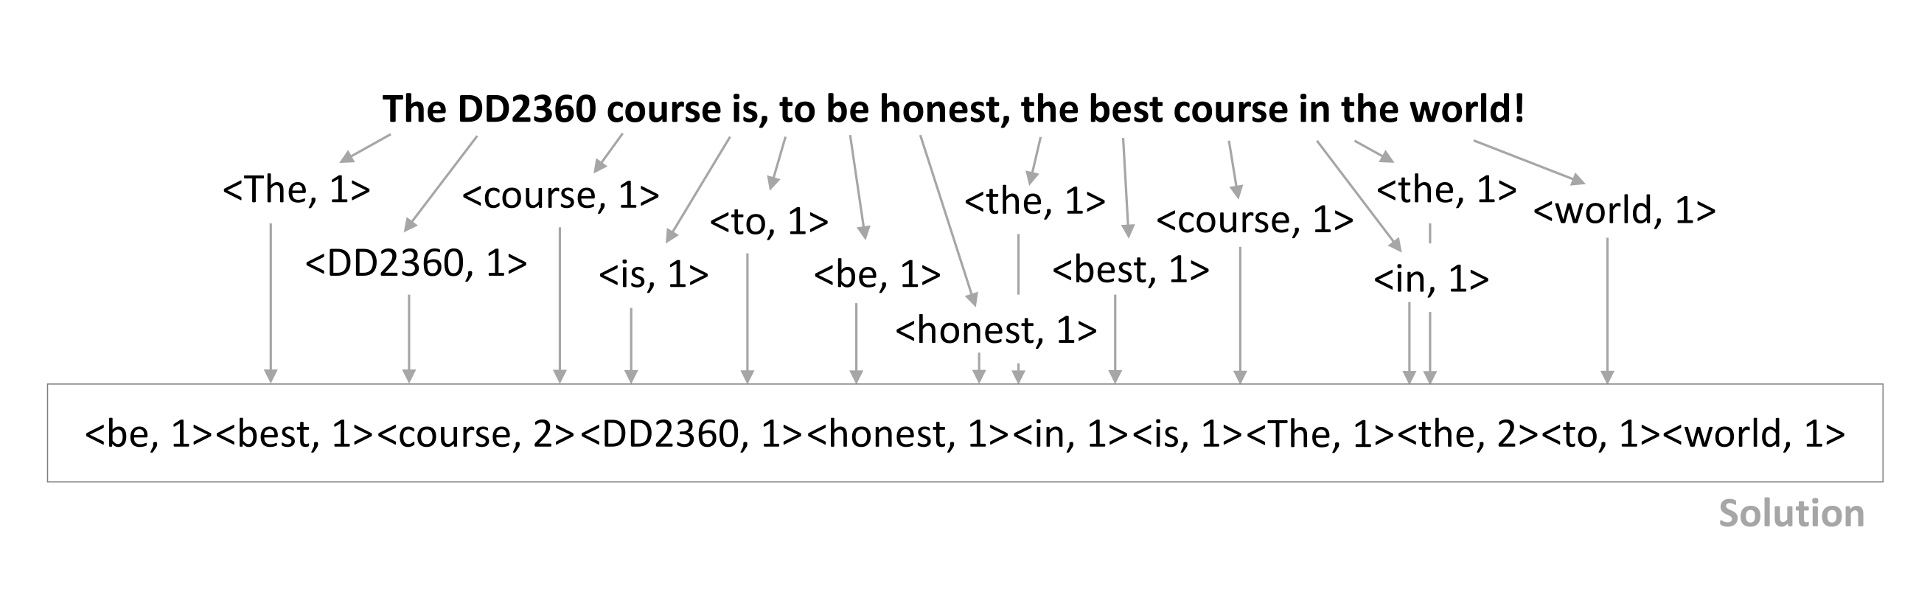 The DD2360 course is, to be honest, the best course in the world!
<The, 1> <course, 1> <to, 1> <the, 1> <course, 1> <the, 1> <world, 1>
<DD2360, 1> <is, 1> <be, 1> <best, 1> <in, 1>
<honest, 1>
<be, 1><best, 1><course, 2><DD2360, 1><honest, 1><in, 1><is, 1><The, 1><the, 2><to, 1><world, 1>
Solution